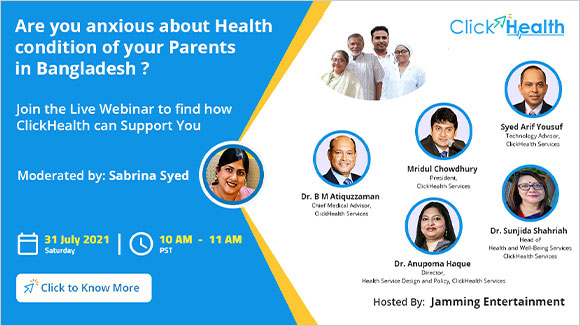 Are you anxious about Health
condition of your Parents
in Bangladesh ?
Join the Live Webinar to find how
ClickHealth can Support You
Moderated by: Sabrina Syed
31 July 2021
Saturday
10 AM - 11 AM
PST
Click to Know More
Click Health
Syed Arif Yousuf
Technology Advisor,
ClickHealth Services
Mridul Chowdhury
President,
ClickHealth Services
Dr. B M Atiquzzaman
Chief Medical Advisor,
ClickHealth Services
Dr. Sunjida Shahriah
Head of
Health and Well-Being Services
ClickHealth Services
Dr. Anupoma Haque
Director,
Health Service Design and Policy, ClickHealth Services
Hosted By: Jamming Entertainment